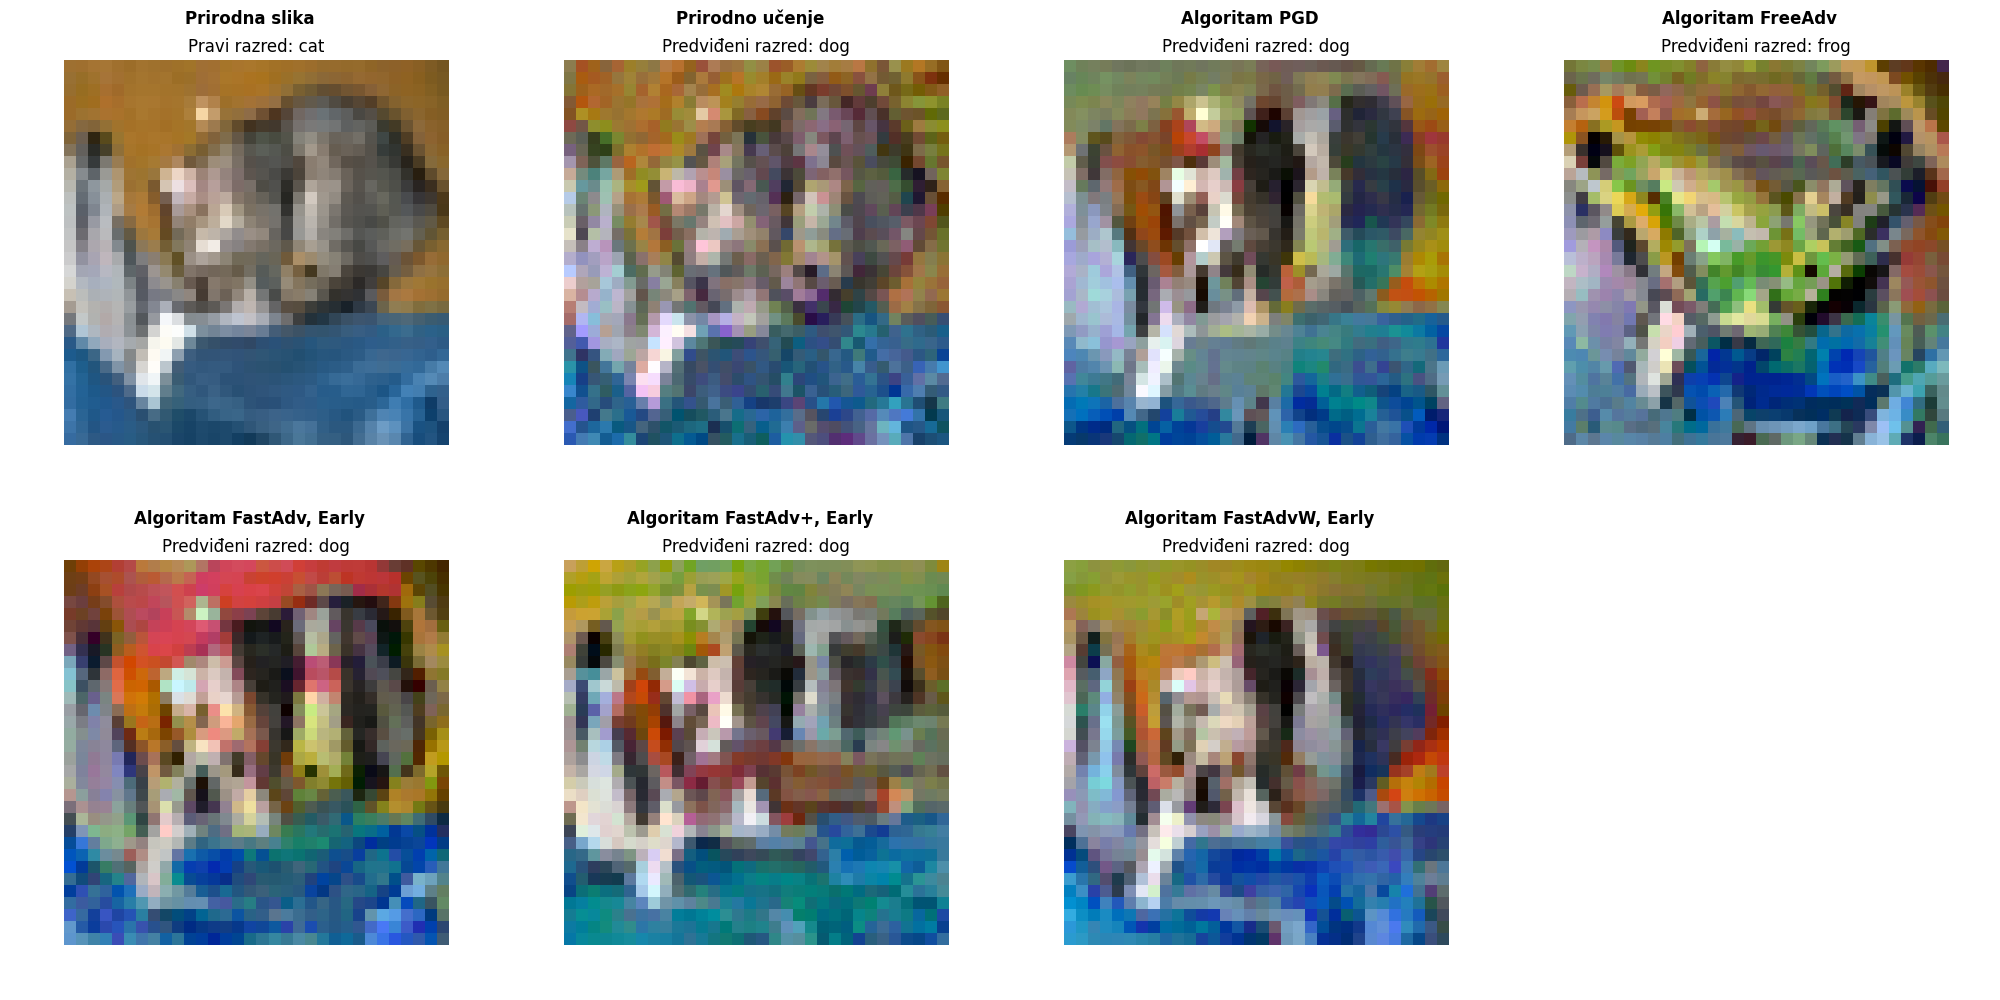 Prirodna slika
Pravi razred: cat
Prirodno učenje
Predviđeni razred: dog
Algoritam PGD
Predviđeni razred: dog
Algoritam FreeAdv
Predviđeni razred: frog
Algoritam FastAdv, Early
Predviđeni razred: dog
Algoritam FastAdv+, Early
Predviđeni razred: dog
Algoritam FastAdvW, Early
Predviđeni razred: dog